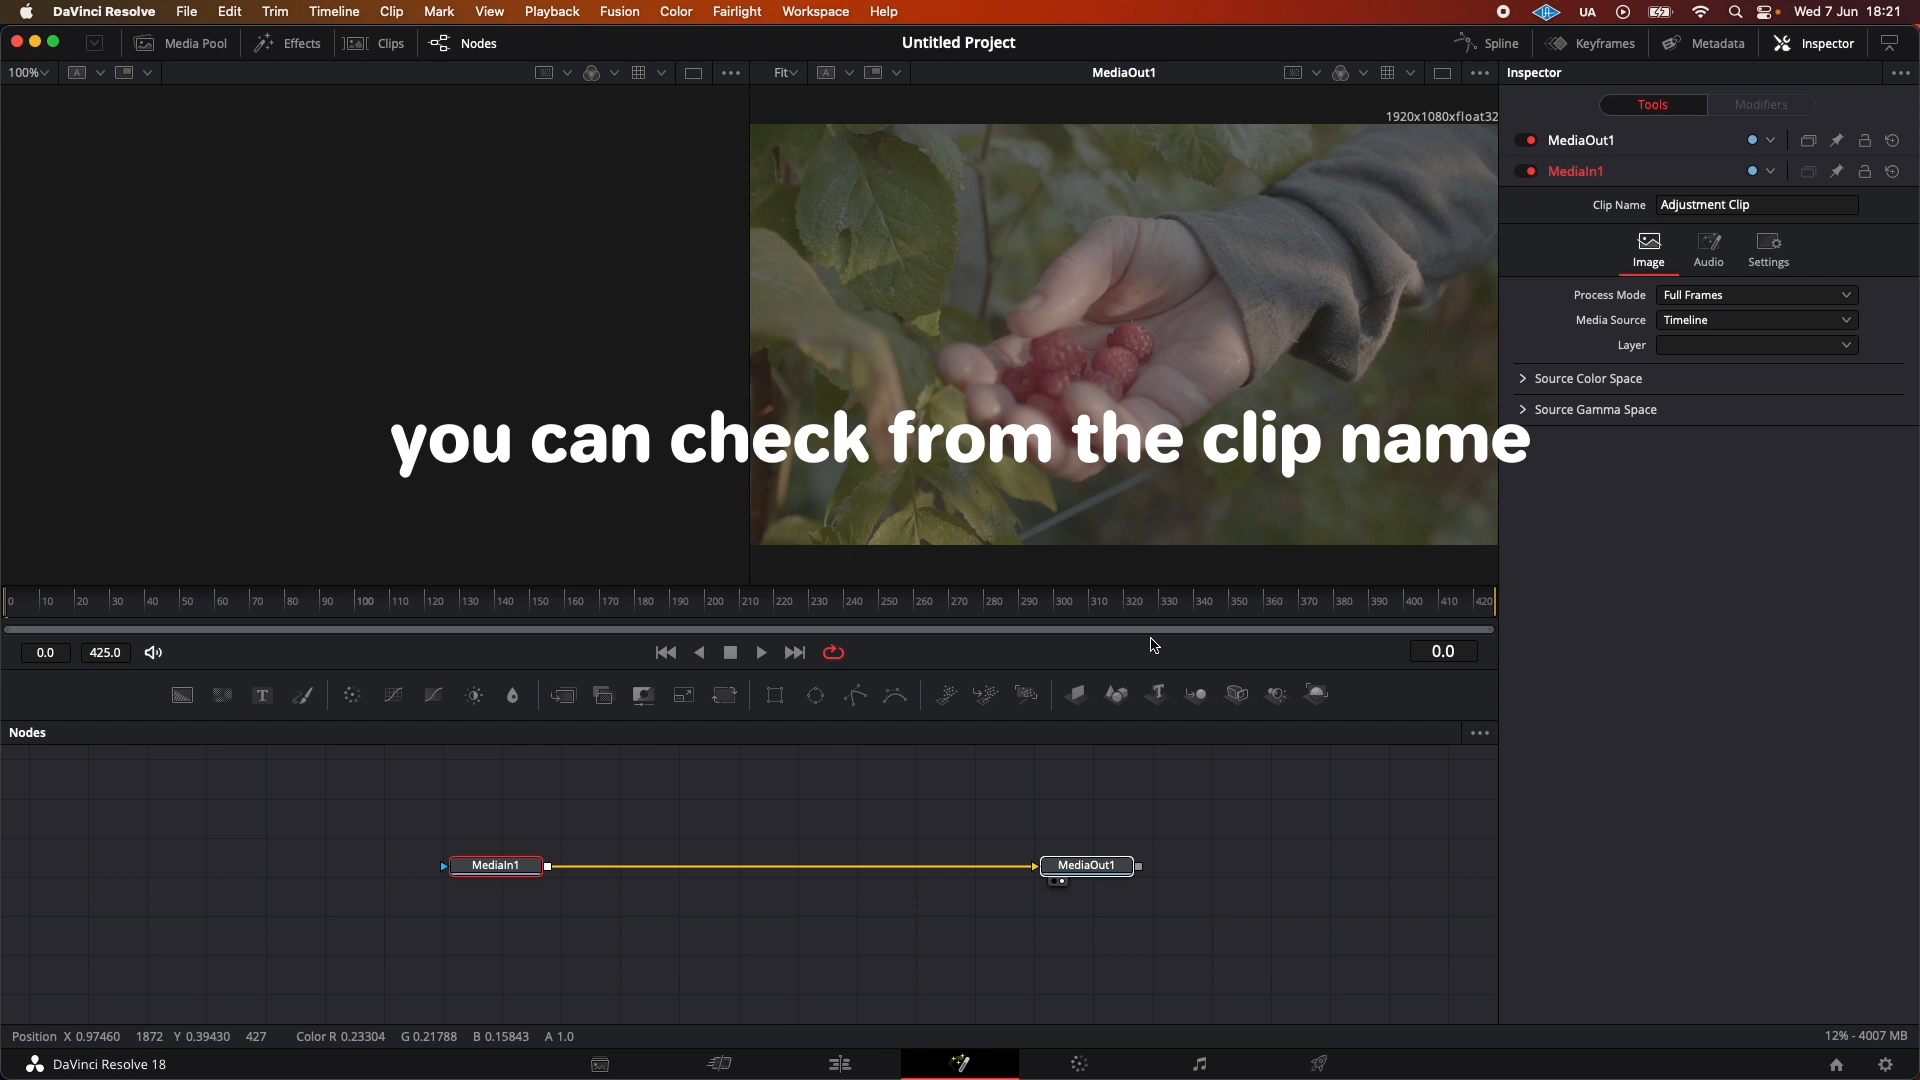 DaVinci Resolve File Edit Trim Timeline Clip Mark View Playback Fusion Color Fairlight Workspace Help UA Wed 7 Jun 18:21
Media Pool Effects Clips Nodes Untitled Project Spline Keyframes Metadata Inspector
100% A Fit A MediaOut1 Inspector
Tools Modifiers
1920x1080xfloat32
MediaOut1
MediaIn1
Clip Name Adjustment Clip
Image Audio Settings
Process Mode Full Frames
Media Source Timeline
Layer
Source Color Space
Source Gamma Space
you can check from the clip name
0 10 20 30 40 50 60 70 80 90 100 110 120 130 140 150 160 170 180 190 200 210 220 230 240 250 260 270 280 290 300 310 320 330 340 350 360 370 380 390 400 410 420
0.0 425.0 0.0
T T
Nodes
MediaIn1 MediaOut1
Position X 0.97460 1872 Y 0.39430 427 Color R 0.23304 G 0.21788 B 0.15843 A 1.0 12% - 4007 MB
DaVinci Resolve 18